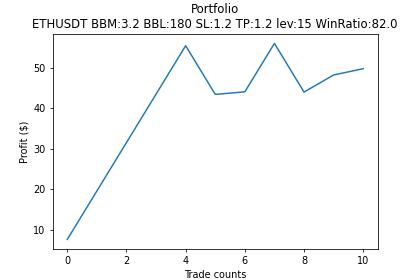 Portfolio
ETHUSDT BBM:3.2 BBL:180 SL:1.2 TP:1.2 lev:15 WinRatio:82.0
Profit ($)
50
40
30
20
10
0 2 4 6 8 10
Trade counts